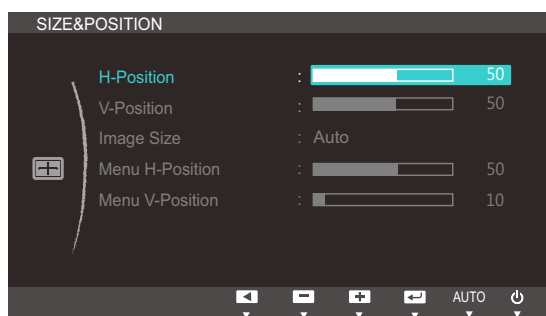 SIZE&POSITION
H-Position : 50
V-Position : 50
Image Size : Auto
Menu H-Position : 50
Menu V-Position : 10
AUTO